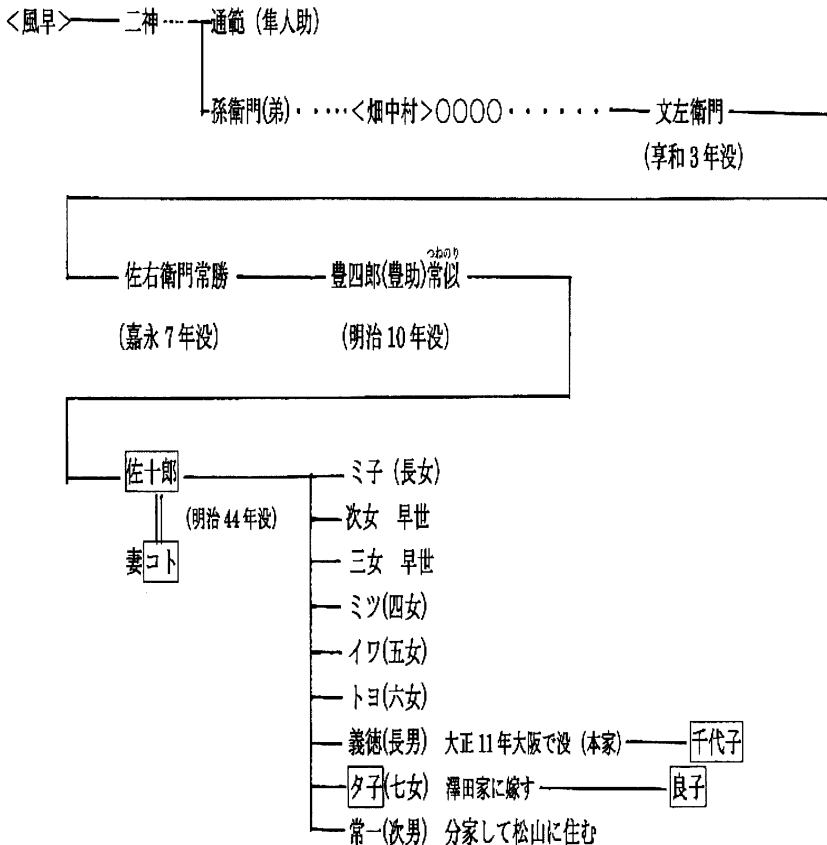 <風早> 二神 ‥‥ 通範 (隼人助)
孫衛門(弟)‥‥‥<畑中村>〇〇〇〇・・・・・・ 文左衛門
(享和3年没)
つねのり
佐右衛門常勝 豊四郎(豊助)常似
(嘉永7年没) (明治10年没)
佐十郎 ミ子 (長女)
(明治44年没) 次女 早世
妻コト 三女 早世
ミツ(四女)
イワ(五女)
トヨ(六女)
義徳(長男) 大正11年大阪で没 (本家) 千代子
タ子(七女) 澤田家に嫁す 良子
常一(次男) 分家して松山に住む